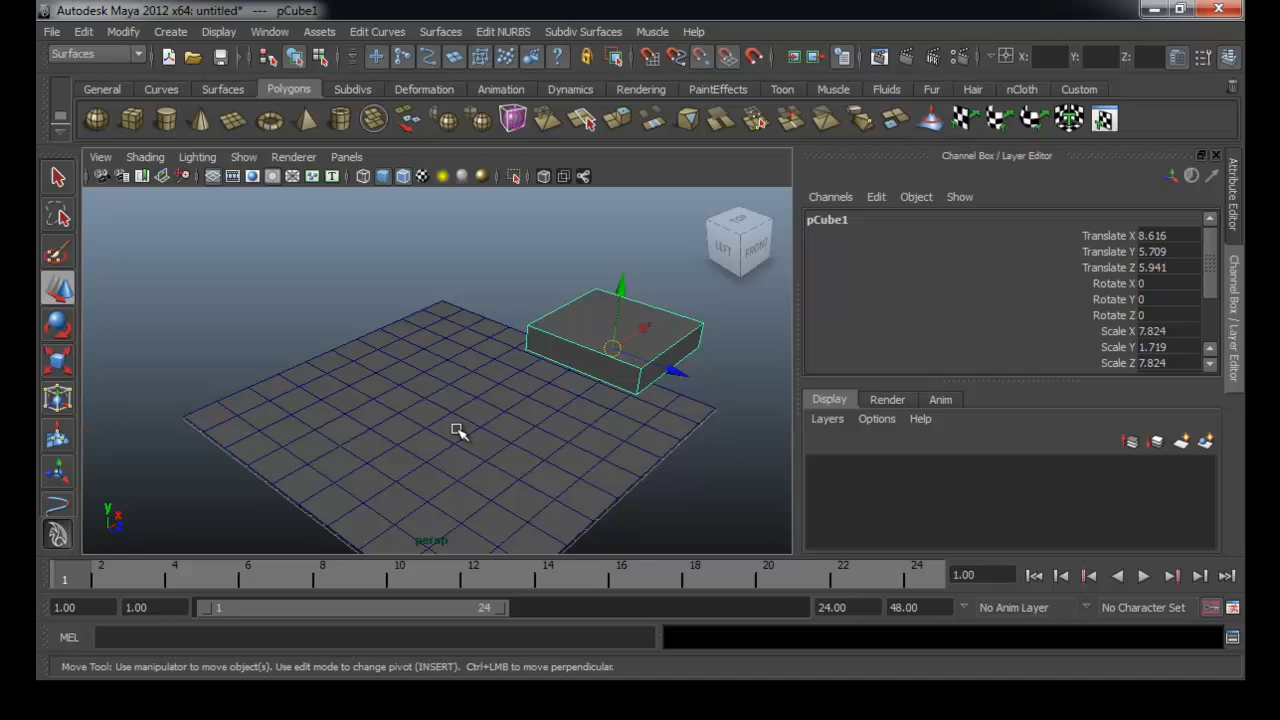 Autodesk Maya 2012 x64: untitled* --- pCube1
File Edit Modify Create Display Window Assets Edit Curves Surfaces Edit NURBS Subdiv Surfaces Muscle Help
Surfaces X: Y: Z:
General Curves Surfaces Polygons Subdivs Deformation Animation Dynamics Rendering PaintEffects Toon Muscle Fluids Fur Hair nCloth Custom
View Shading Lighting Show Renderer Panels
Channel Box / Layer Editor
Channels Edit Object Show
pCube1
Translate X 8.616
Translate Y 5.709
Translate Z 5.941
Rotate X 0
Rotate Y 0
Rotate Z 0
Scale X 7.824
Scale Y 1.719
Scale Z 7.824
Attribute Editor
Channel Box / Layer Editor
TOP
LEFT FRONT
y
x
z
persp
Display Render Anim
Layers Options Help
1 2 4 6 8 10 12 14 16 18 20 22 24 1.00
1.00 1.00 1 24 24.00 48.00 No Anim Layer No Character Set
MEL
Move Tool: Use manipulator to move object(s). Use edit mode to change pivot (INSERT). Ctrl+LMB to move perpendicular.